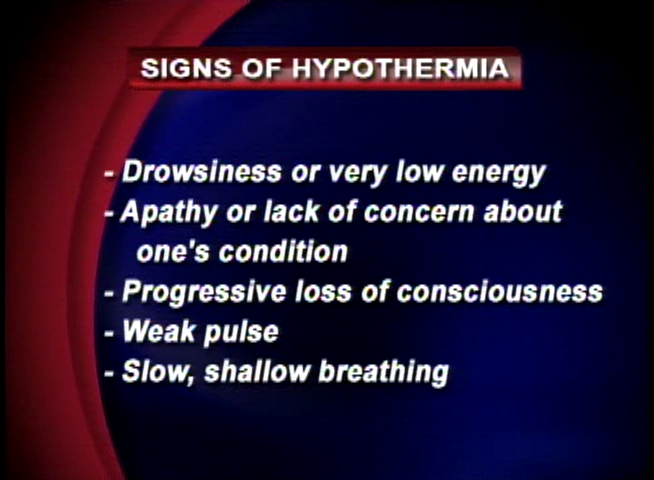 SIGNS OF HYPOTHERMIA
- Drowsiness or very low energy
- Apathy or lack of concern about
one's condition
- Progressive loss of consciousness
- Weak pulse
- Slow, shallow breathing